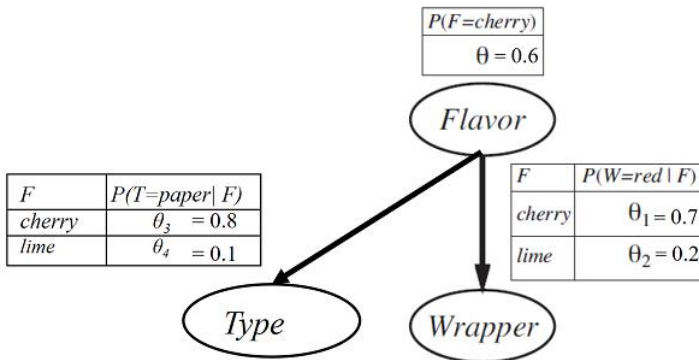 P(F=cherry)
θ = 0.6
Flavor
F P(W=red | F)
cherry θ1 = 0.7
lime θ2 = 0.2
F P(T=paper| F)
cherry θ3 = 0.8
lime θ4 = 0.1
Type
Wrapper